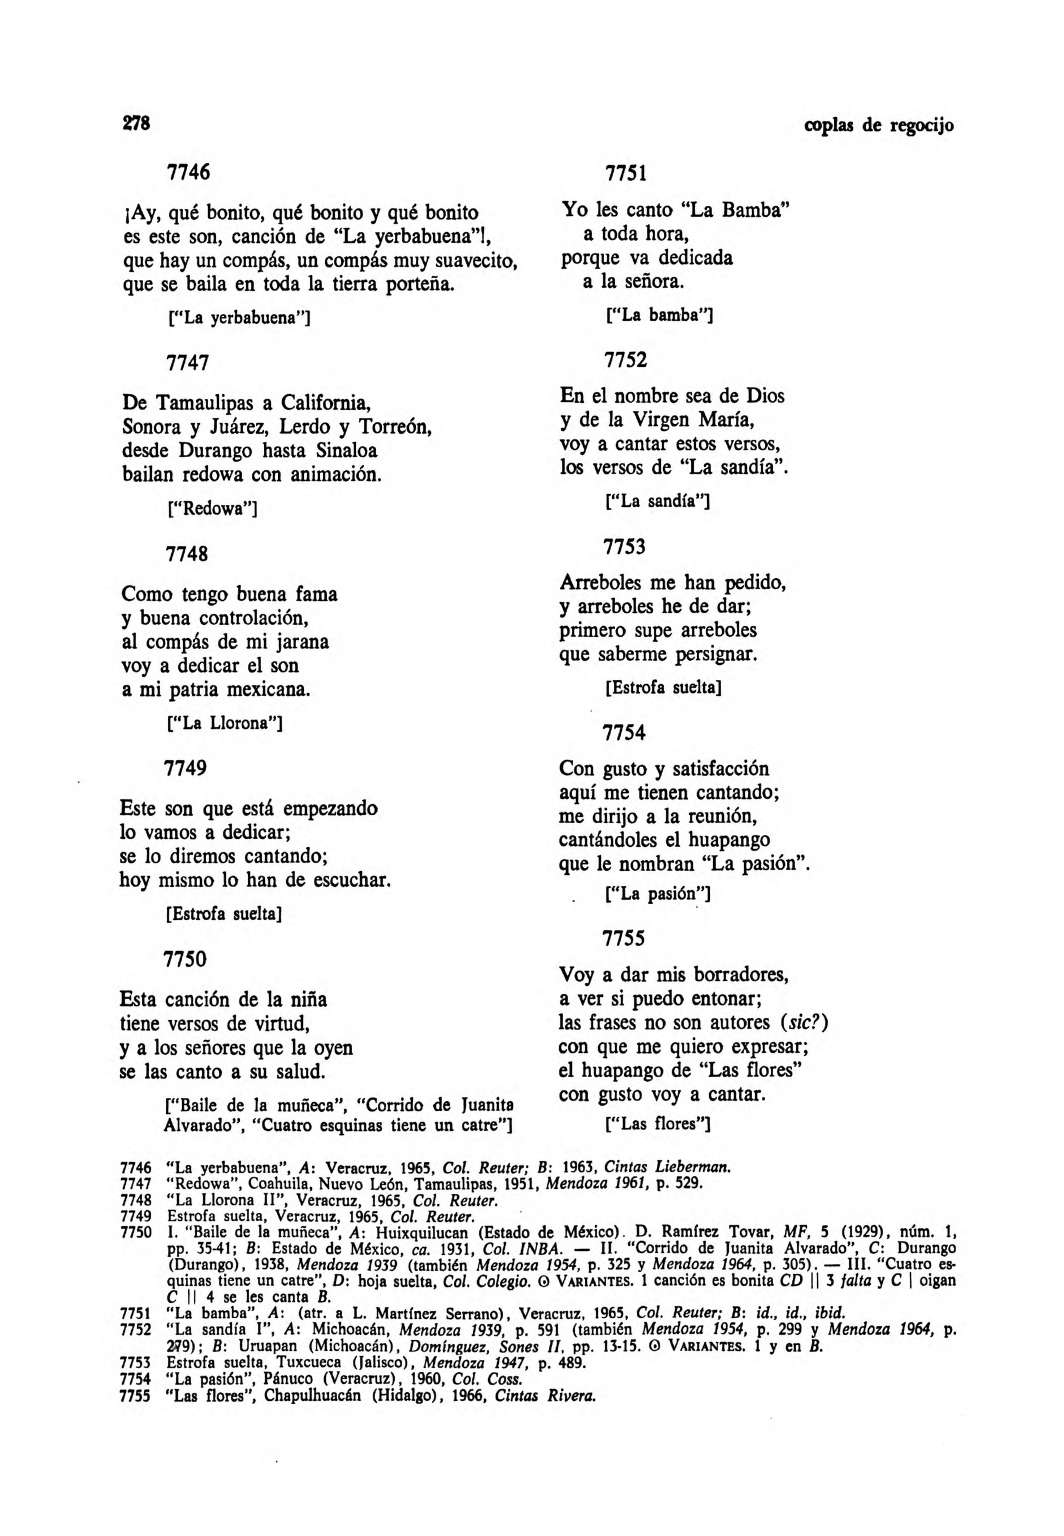 278
coplas de regocijo
7746
¡Ay, qué bonito, qué bonito y qué bonito
es este son, canción de “La yerbabuena”!,
que hay un compás, un compás muy suavecito,
que se baila en toda la tierra porteña.
[“La yerbabuena”]
7747
De Tamaulipas a California,
Sonora y Juárez, Lerdo y Torreón,
desde Durango hasta Sinaloa
bailan redowa con animación.
[“Redowa”]
7748
Como tengo buena fama
y buena controlación,
al compás de mi jarana
voy a dedicar el son
a mi patria mexicana.
[“La Llorona”]
7749
Este son que está empezando
lo vamos a dedicar;
se lo diremos cantando;
hoy mismo lo han de escuchar.
[Estrofa suelta]
7750
Esta canción de la niña
tiene versos de virtud,
y a los señores que la oyen
se las canto a su salud.
[“Baile de la muñeca”, “Corrido de Juanita
Alvarado”, “Cuatro esquinas tiene un catre”]
7751
Yo les canto “La Bamba”
a toda hora,
porque va dedicada
a la señora.
[“La bamba”]
7752
En el nombre sea de Dios
y de la Virgen María,
voy a cantar estos versos,
los versos de “La sandía”.
[“La sandía”]
7753
Arreboles me han pedido,
y arreboles he de dar;
primero supe arreboles
que saberme persignar.
[Estrofa suelta]
7754
Con gusto y satisfacción
aquí me tienen cantando;
me dirijo a la reunión,
cantándoles el huapango
que le nombran “La pasión”.
[“La pasión”]
7755
Voy a dar mis borradores,
a ver si puedo entonar;
las frases no son autores (sic?)
con que me quiero expresar;
el huapango de “Las flores”
con gusto voy a cantar.
[“Las flores”]
7746 “La yerbabuena”, A: Veracruz, 1965, Col. Reuter; B: 1963, Cintas Lieberman.
7747 “Redowa”, Coahuila, Nuevo León, Tamaulipas, 1951, Mendoza 1961, p. 529.
7748 “La Llorona II”, Veracruz, 1965, Col. Reuter.
7749 Estrofa suelta, Veracruz, 1965, Col. Reuter.
7750 I. “Baile de la muñeca”, A: Huixquilucan (Estado de México). D. Ramírez Tovar, MF, 5 (1929), núm. 1,
pp. 35-41; B: Estado de México, ca. 1931, Col. INBA. — II. “Corrido de Juanita Alvarado”, C: Durango
(Durango), 1938, Mendoza 1939 (también Mendoza 1954, p. 325 y Mendoza 1964, p. 305). — III. “Cuatro es-
quinas tiene un catre”, D: hoja suelta, Col. Colegio. ⊙ VARIANTES. 1 canción es bonita CD || 3 falta y C | oigan
C || 4 se les canta B.
7751 “La bamba”, A: (atr. a L. Martínez Serrano), Veracruz, 1965, Col. Reuter; B: id., id., ibid.
7752 “La sandía I”, A: Michoacán, Mendoza 1939, p. 591 (también Mendoza 1954, p. 299 y Mendoza 1964, p.
279); B: Uruapan (Michoacán), Domínguez, Sones II, pp. 13-15. ⊙ VARIANTES. 1 y en B.
7753 Estrofa suelta, Tuxcueca (Jalisco), Mendoza 1947, p. 489.
7754 “La pasión”, Pánuco (Veracruz), 1960, Col. Coss.
7755 “Las flores”, Chapulhuacán (Hidalgo), 1966, Cintas Rivera.